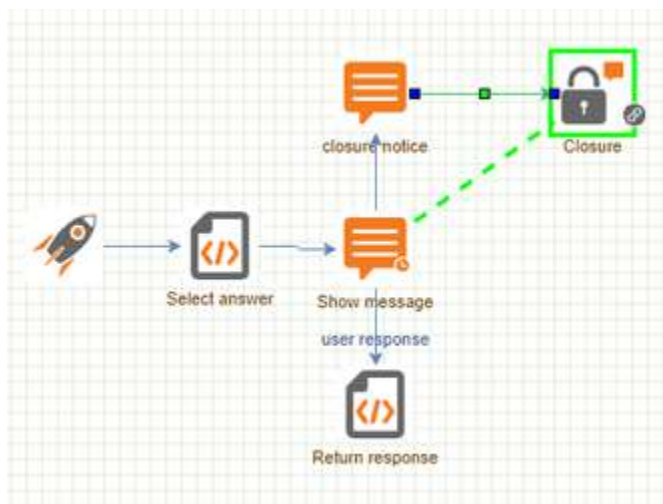 closure notice
Closure
Select answer
Show message
user response
Return response